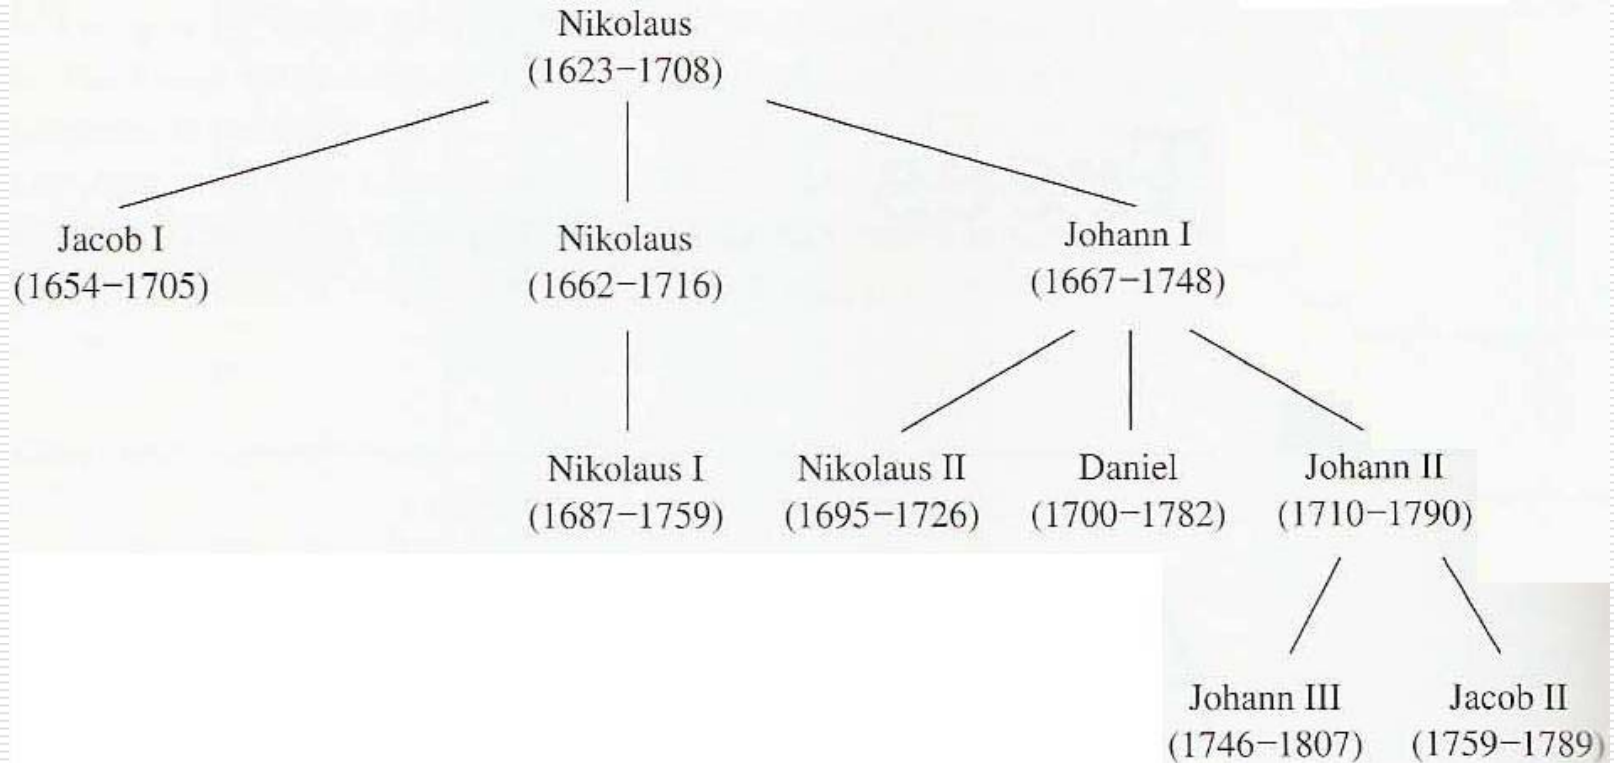 Nikolaus
(1623–1708)
Jacob I
(1654–1705)
Nikolaus
(1662–1716)
Johann I
(1667–1748)
Nikolaus I
(1687–1759)
Nikolaus II
(1695–1726)
Daniel
(1700–1782)
Johann II
(1710–1790)
Johann III
(1746–1807)
Jacob II
(1759–1789)